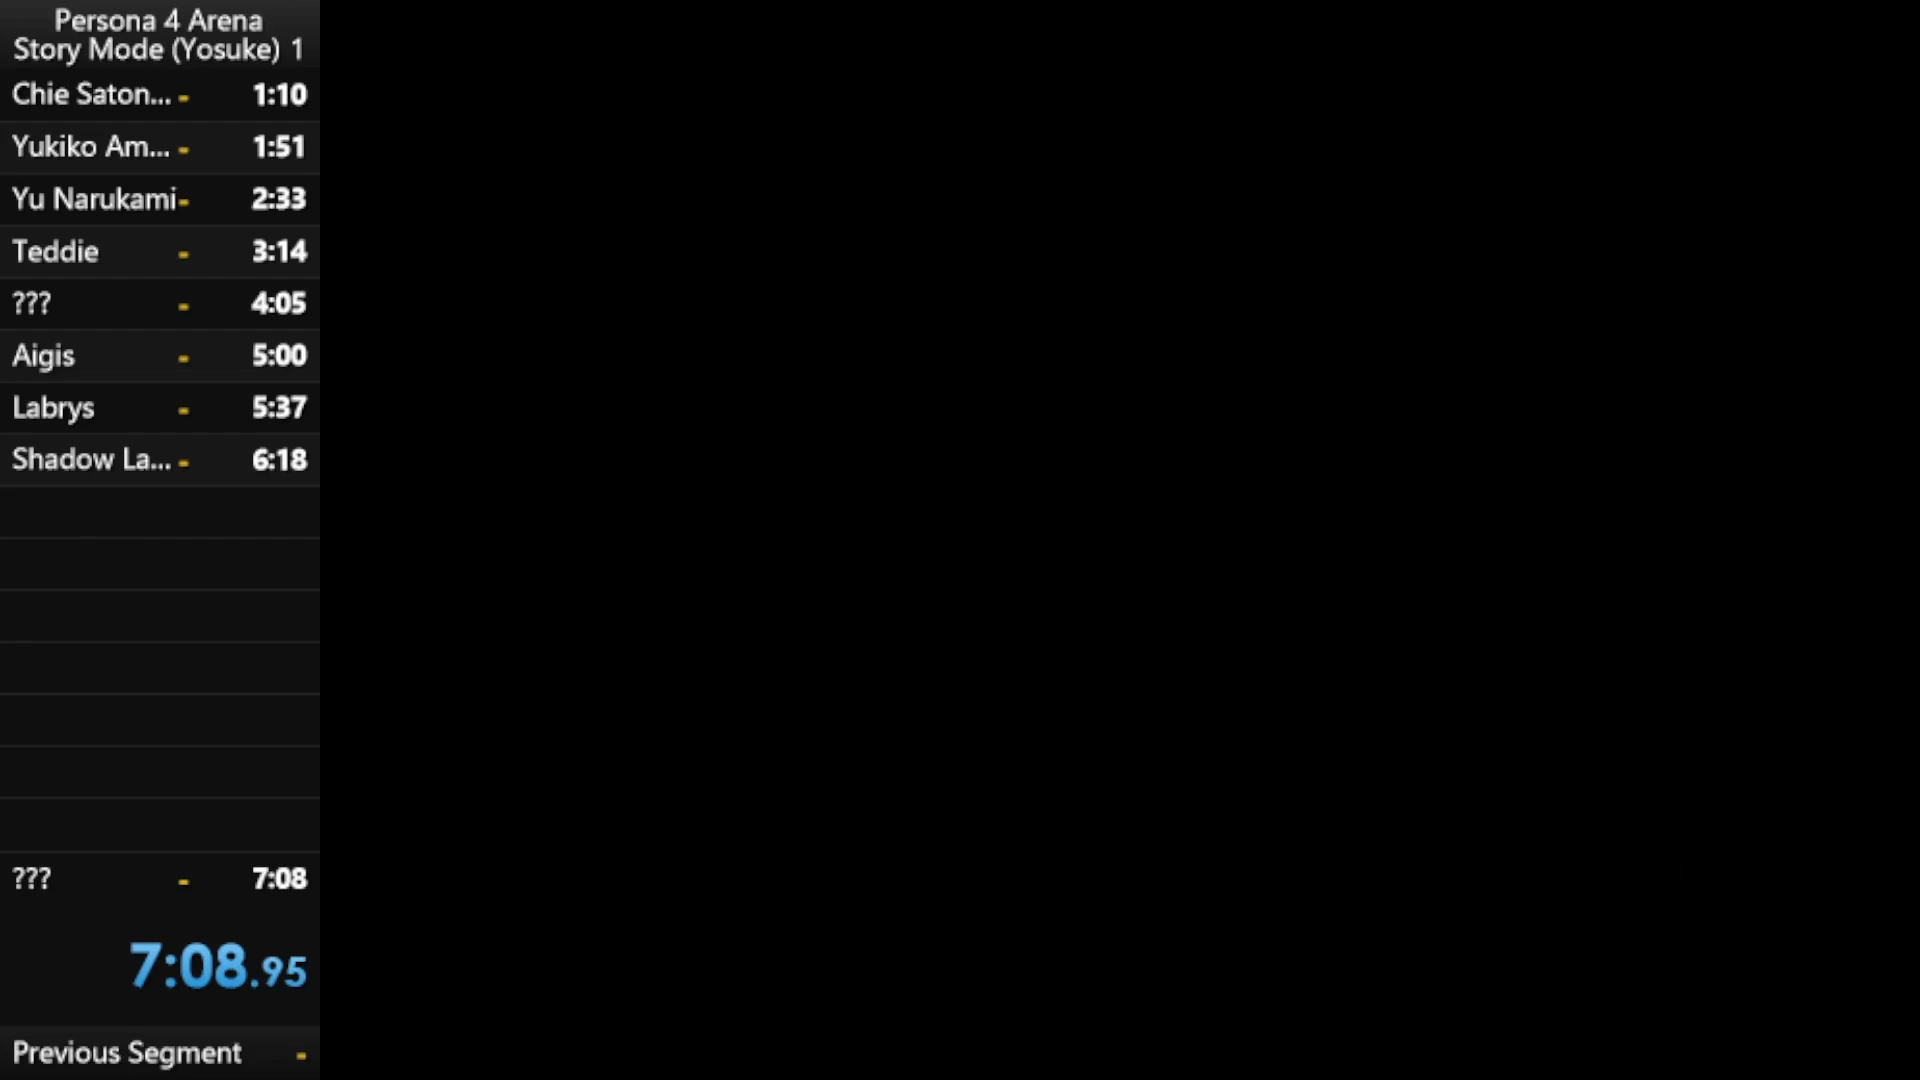 Persona 4 Arena
Story Mode (Yosuke) 1
Chie Saton... - 1:10
Yukiko Am... - 1:51
Yu Narukami - 2:33
Teddie - 3:14
??? - 4:05
Aigis - 5:00
Labrys - 5:37
Shadow La... - 6:18
??? - 7:08
7:08.95
Previous Segment -